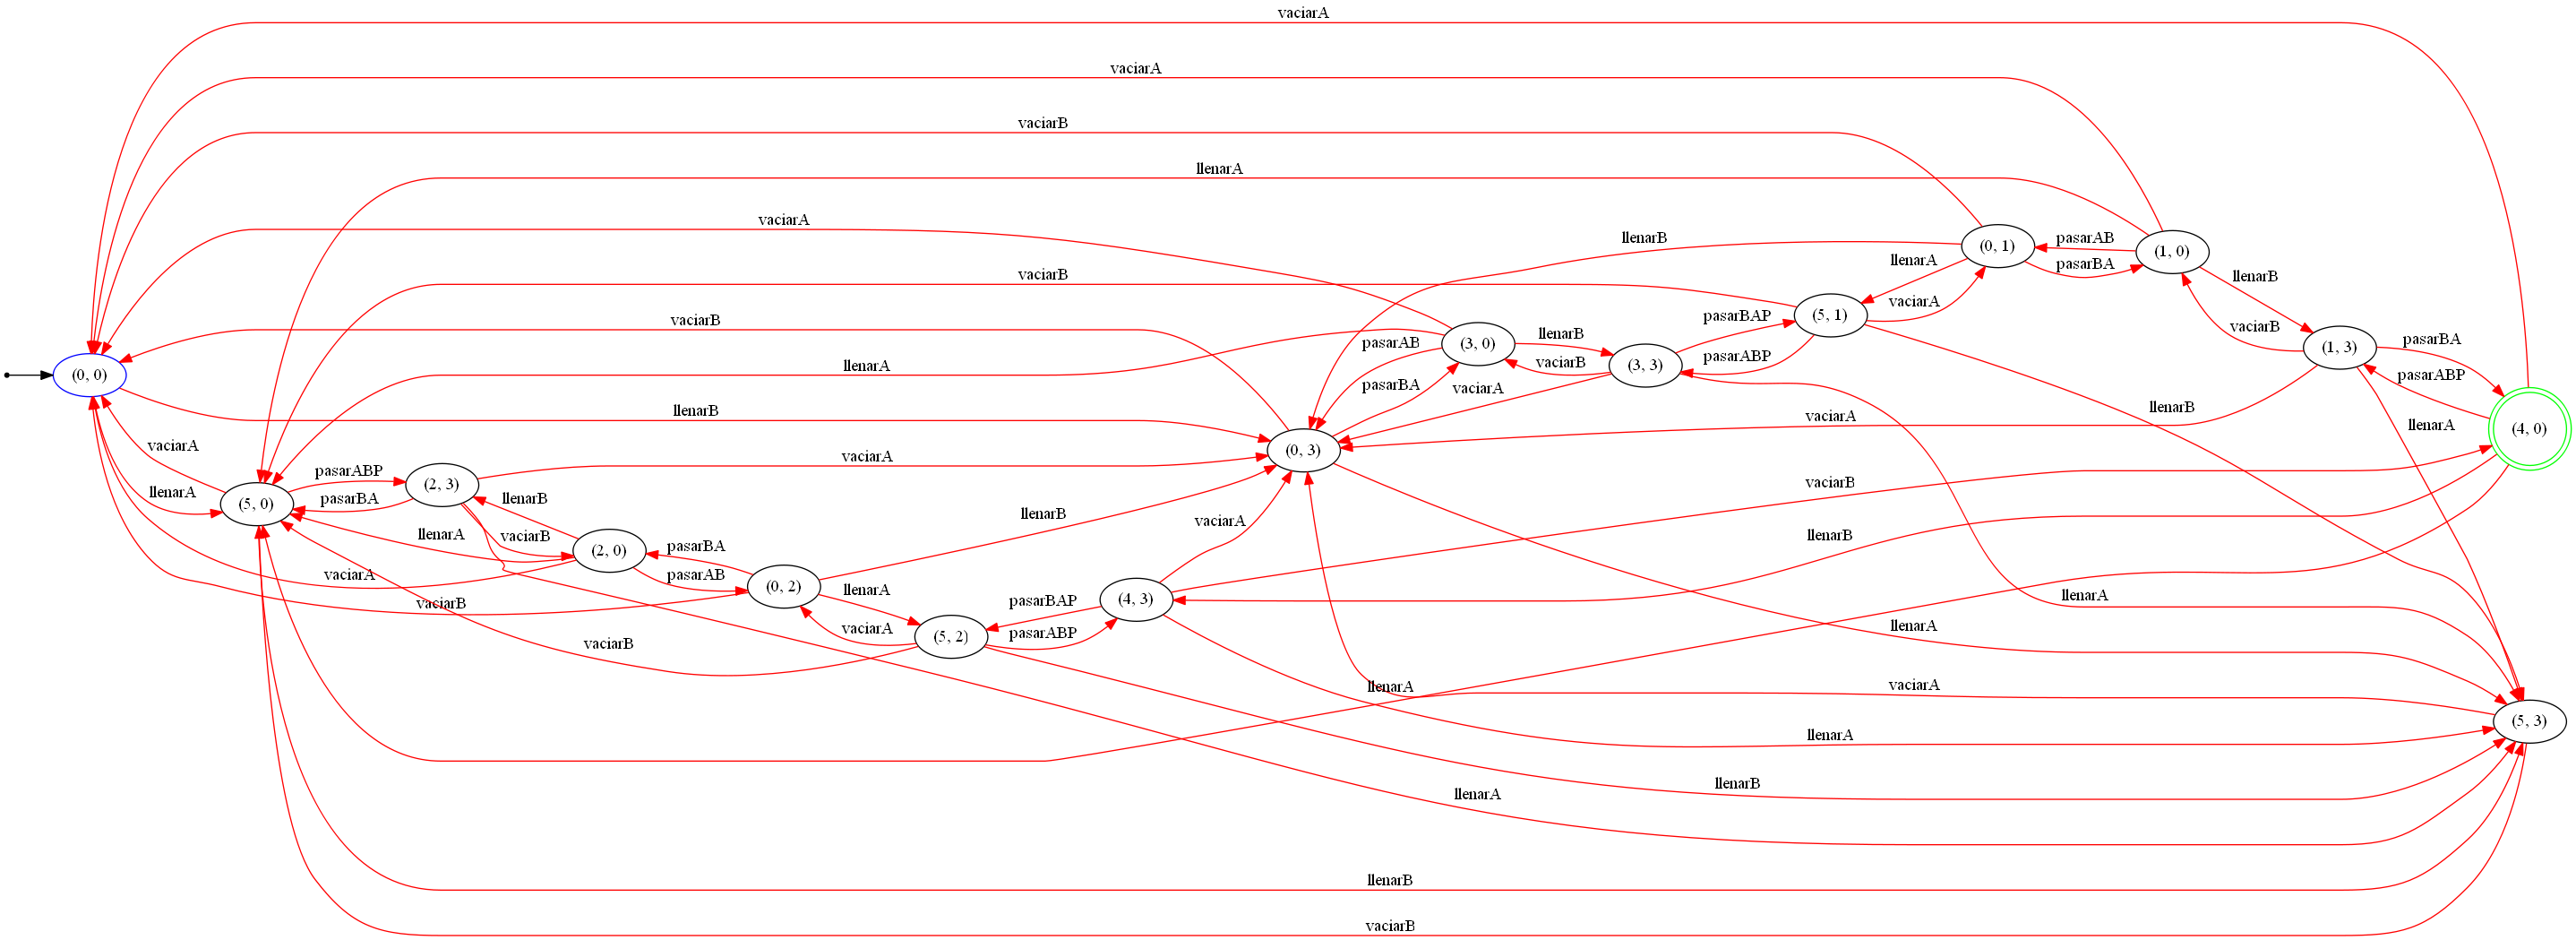 vaciarA
vaciarA
vaciarB
llenarA
vaciarA
llenarB
(0, 1)
pasarAB
(1, 0)
pasarBA
llenarA
vaciarB
llenarB
vaciarA
(5, 1)
pasarBAP
vaciarB
vaciarB
llenarB
(3, 0)
pasarAB
(3, 3)
vaciarB
pasarABP
(1, 3)
pasarBA
(0, 0)
llenarA
pasarBA
vaciarA
pasarABP
llenarB
vaciarA
llenarB
llenarA
(4, 0)
vaciarA
(0, 3)
vaciarA
pasarABP
(2, 3)
vaciarB
llenarA
pasarBA
(5, 0)
llenarB
llenarB
vaciarA
llenarA
vaciarB
llenarB
pasarBA
(2, 0)
vaciarA
pasarAB
(0, 2)
llenarA
vaciarB
pasarBAP
(4, 3)
llenarA
vaciarA
pasarABP
(5, 2)
llenarA
vaciarB
llenarA
vaciarA
(5, 3)
llenarA
llenarB
llenarA
llenarB
vaciarB